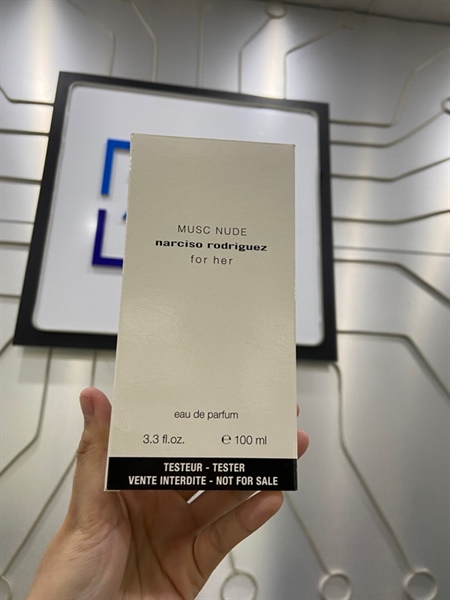 MUSC NUDE
narciso rodriguez
for her
eau de parfum
3.3 fl.oz. ℮ 100 ml
TESTEUR - TESTER
VENTE INTERDITE - NOT FOR SALE